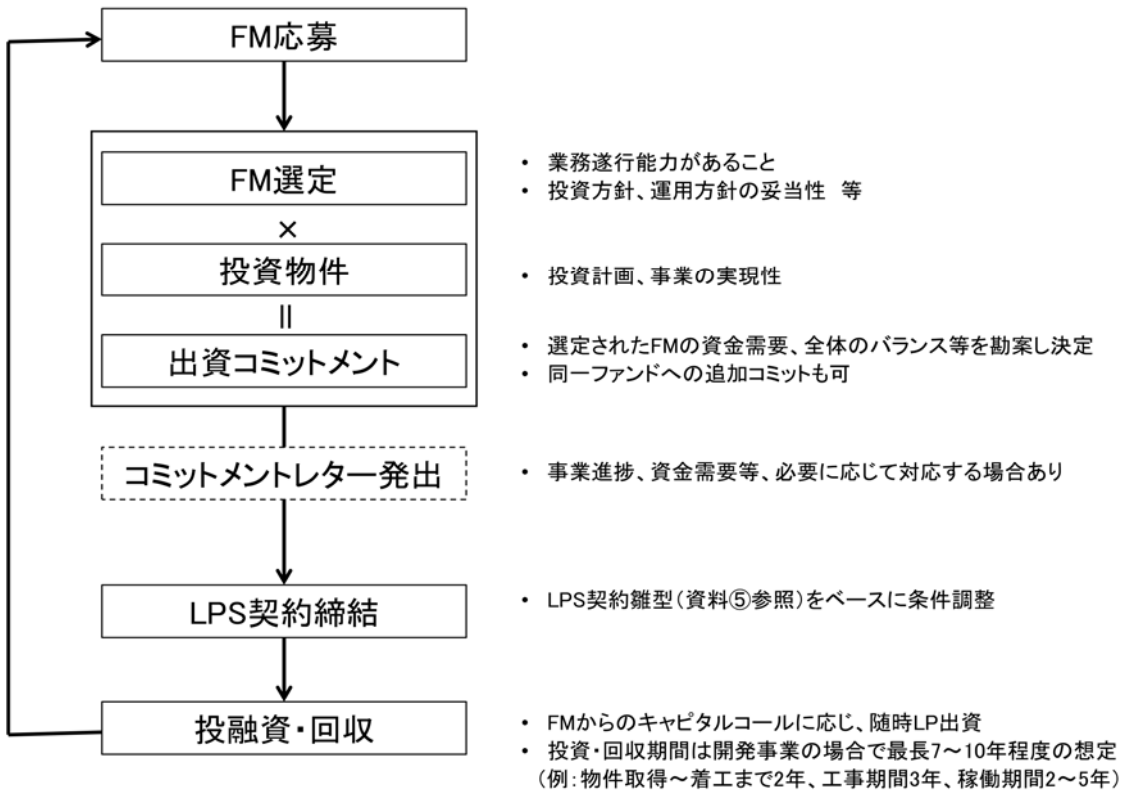 FM応募
FM選定
• 業務遂行能力があること
• 投資方針、運用方針の妥当性 等
×
投資物件
• 投資計画、事業の実現性
||
出資コミットメント
• 選定されたFMの資金需要、全体のバランス等を勘案し決定
• 同一ファンドへの追加コミットも可
コミットメントレター発出
• 事業進捗、資金需要等、必要に応じて対応する場合あり
LPS契約締結
• LPS契約雛型(資料⑤参照)をベースに条件調整
投融資・回収
• FMからのキャピタルコールに応じ、随時LP出資
• 投資・回収期間は開発事業の場合で最長7～10年程度の想定
(例：物件取得～着工まで2年、工事期間3年、稼働期間2～5年)